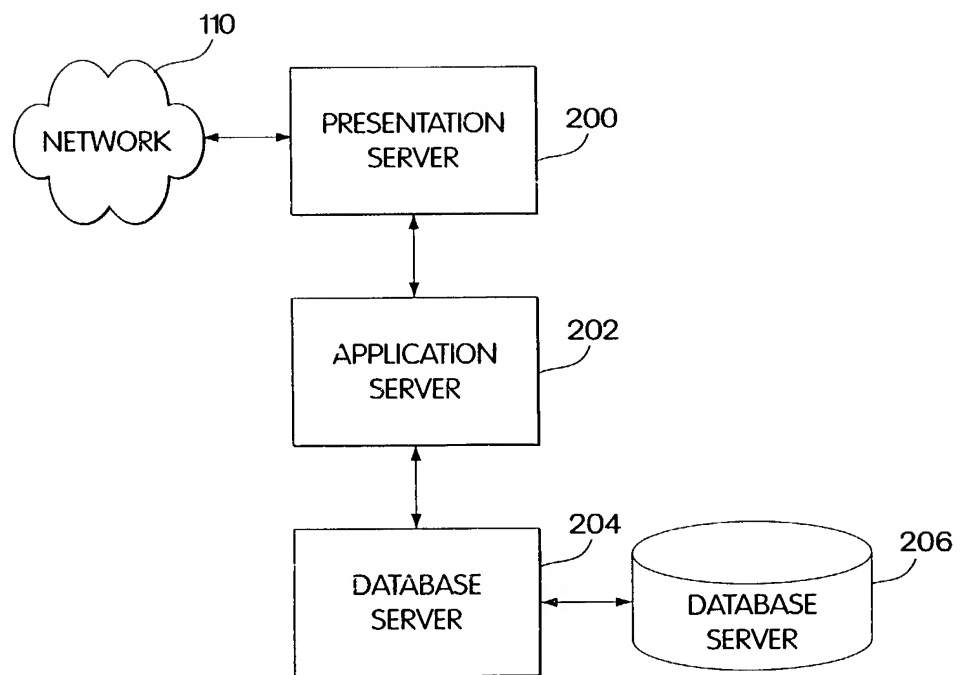 110
NETWORK
PRESENTATION
SERVER
200
APPLICATION
SERVER
202
DATABASE
SERVER
204
DATABASE
SERVER
206